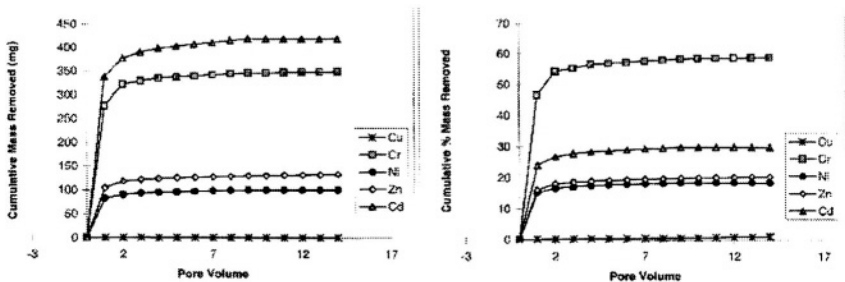 Cumulative Mass Removed (mg)
450
400
350
300
250
200
150
100
50
0
-3
2
7
12
17
Pore Volume
Cu
Cr
Ni
Zn
Cd
Cumulative % Mass Removed
70
60
50
40
30
20
10
0
-3
2
7
12
17
Pore Volume
Cu
Cr
Ni
Zn
Cd